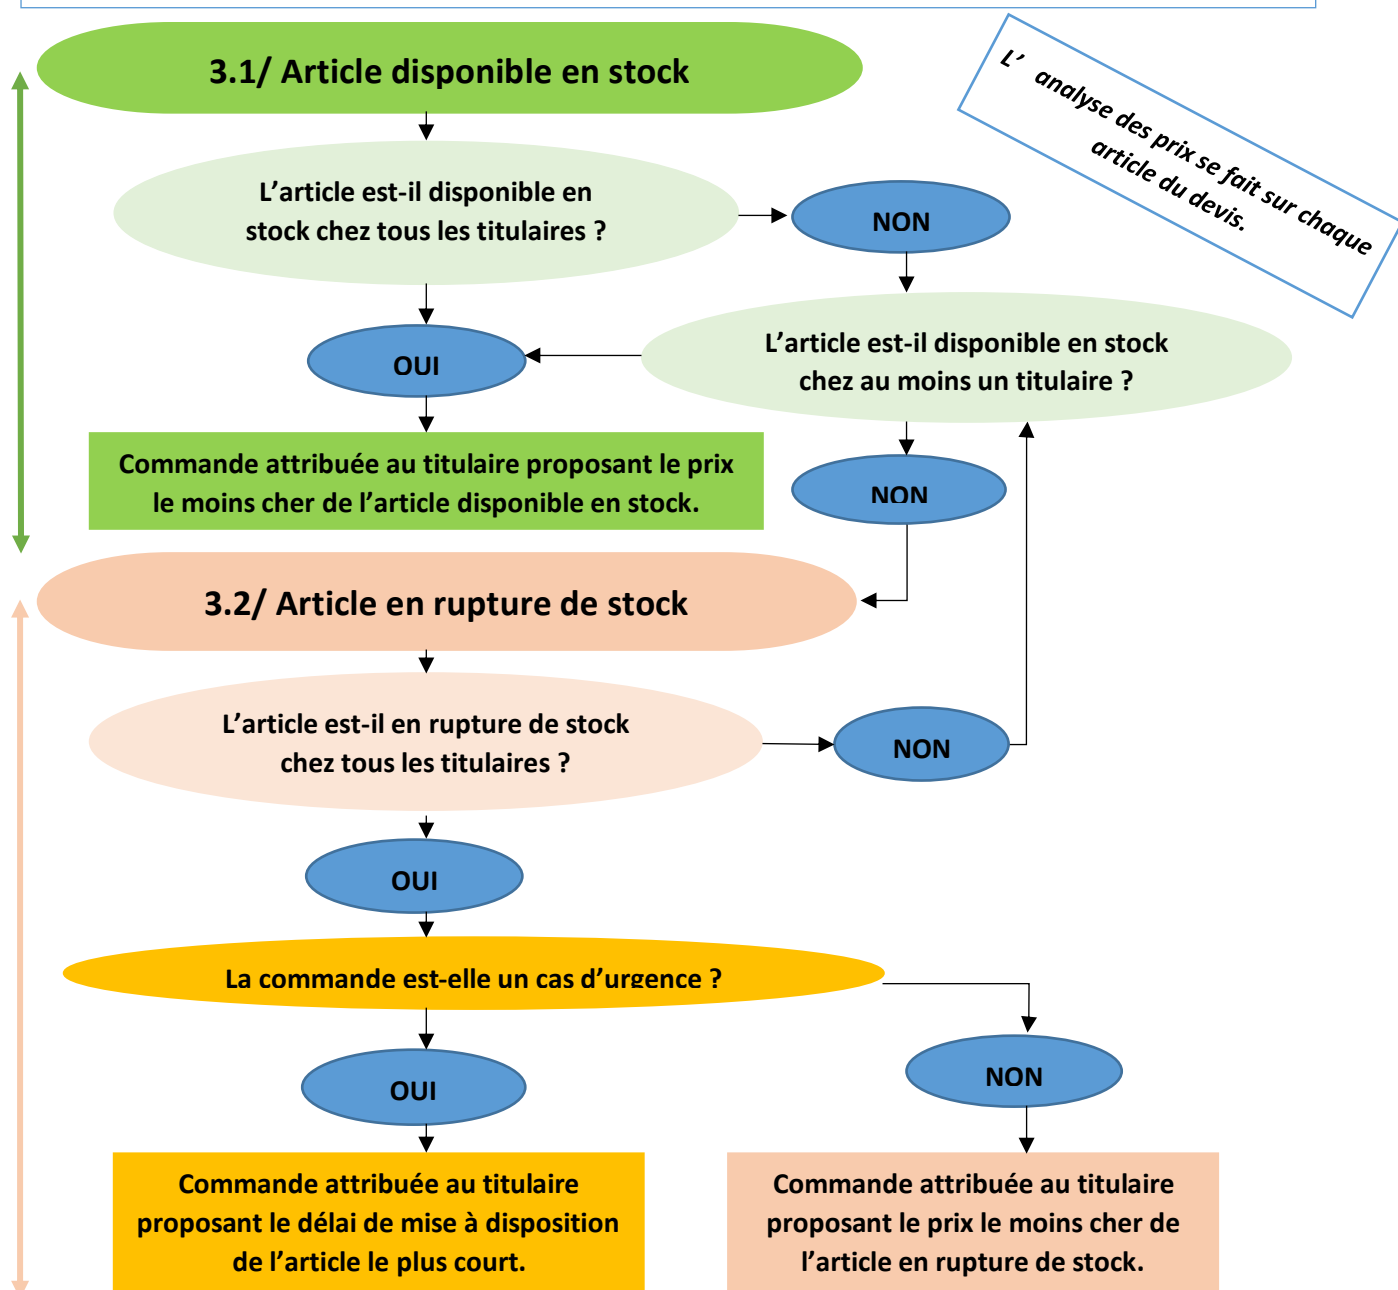 3.1/ Article disponible en stock
L' analyse des prix se fait sur chaque
article du devis.
L'article est-il disponible en
stock chez tous les titulaires ?
NON
OUI
L'article est-il disponible en stock
chez au moins un titulaire ?
Commande attribuée au titulaire proposant le prix
le moins cher de l'article disponible en stock.
NON
3.2/ Article en rupture de stock
L'article est-il en rupture de stock
chez tous les titulaires ?
NON
OUI
La commande est-elle un cas d'urgence ?
OUI
NON
Commande attribuée au titulaire
proposant le délai de mise à disposition
de l'article le plus court.
Commande attribuée au titulaire
proposant le prix le moins cher de
l'article en rupture de stock.